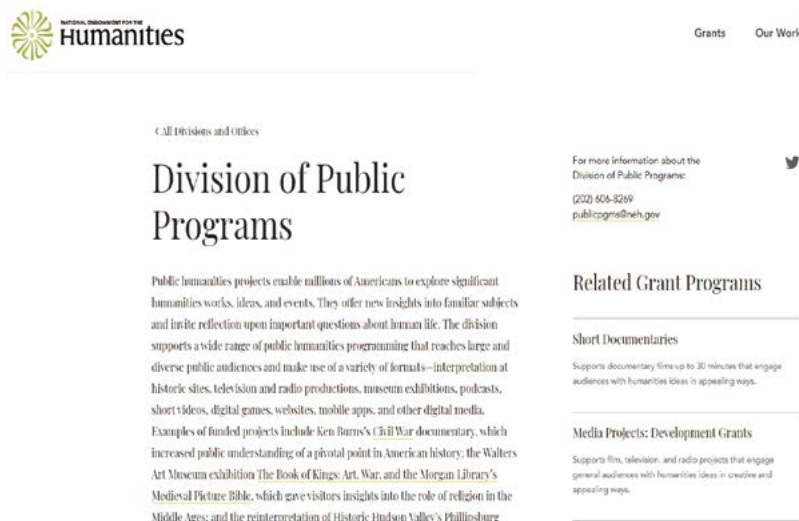 NATIONAL ENDOWMENT FOR THE
Humanities
Grants
Our Work
‹ All Divisions and Offices
Division of Public
Programs
Public humanities projects enable millions of Americans to explore significant
humanities works, ideas, and events. They offer new insights into familiar subjects
and invite reflection upon important questions about human life. The division
supports a wide range of public humanities programming that reaches large and
diverse public audiences and make use of a variety of formats—interpretation at
historic sites, television and radio productions, museum exhibitions, podcasts,
short videos, digital games, websites, mobile apps, and other digital media.
Examples of funded projects include Ken Burns's Civil War documentary, which
increased public understanding of a pivotal point in American history; the Walters
Art Museum exhibition The Book of Kings: Art, War, and the Morgan Library's
Medieval Picture Bible, which gave visitors insights into the role of religion in the
Middle Ages; and the reinterpretation of Historic Hudson Valley's Philipsburg
For more information about the
Division of Public Programs:
(202) 606-8269
publicpgms@neh.gov
Related Grant Programs
Short Documentaries
Supports documentary films up to 30 minutes that engage
audiences with humanities ideas in appealing ways.
Media Projects: Development Grants
Supports film, television, and radio projects that engage
general audiences with humanities ideas in creative and
appealing ways.